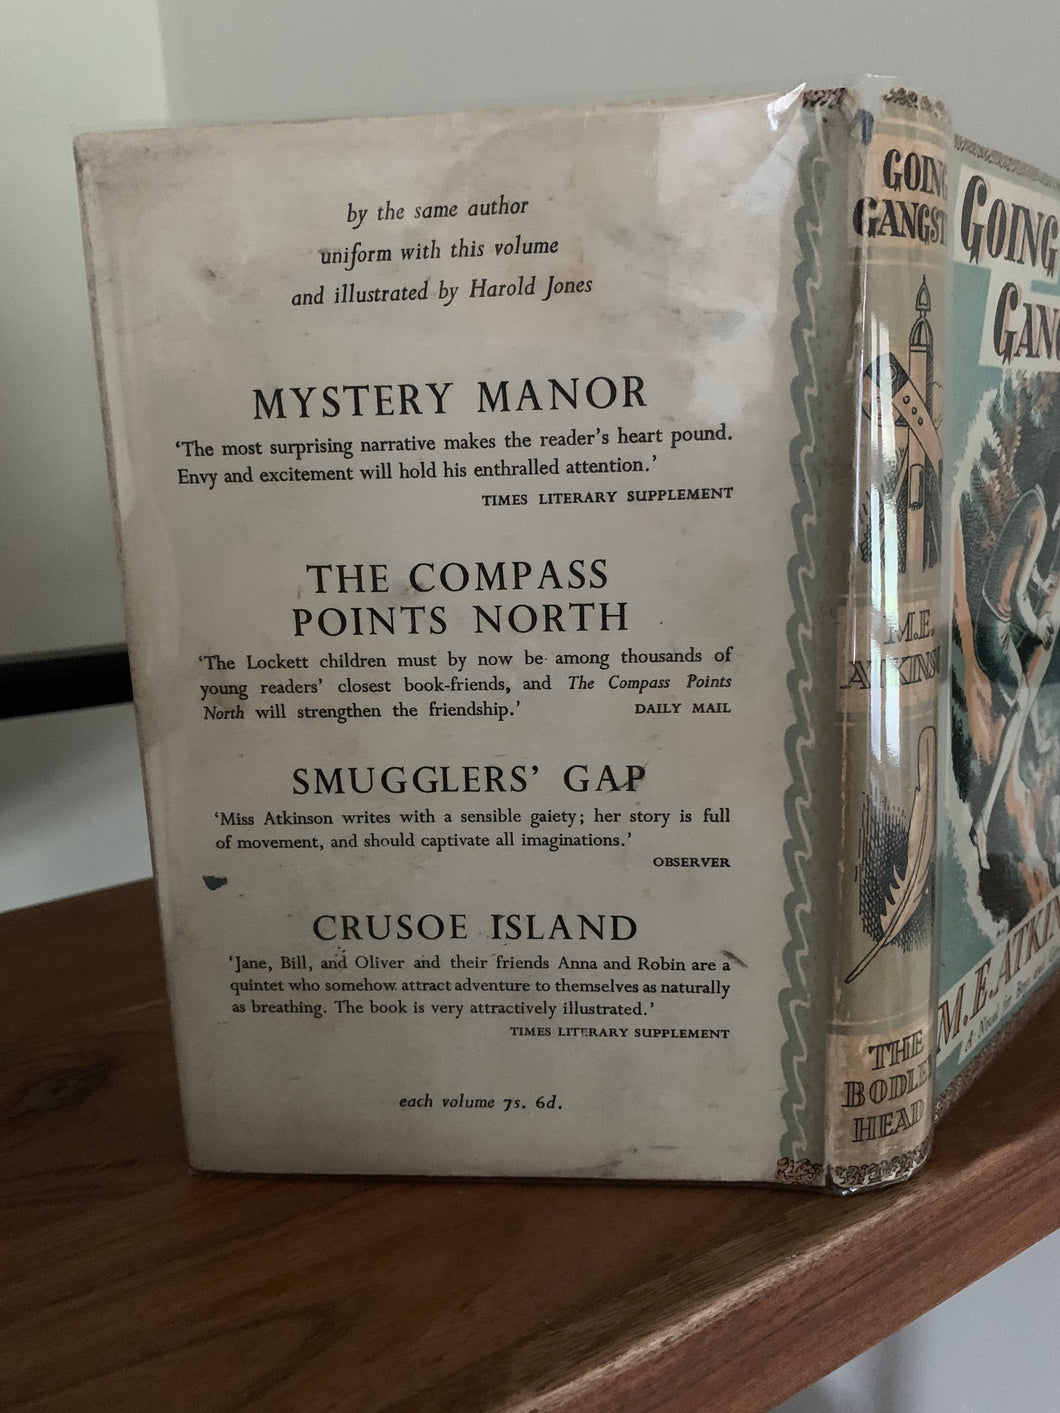 by the same author
uniform with this volume
and illustrated by Harold Jones
MYSTERY MANOR
‘The most surprising narrative makes the reader’s heart pound.
Envy and excitement will hold his enthralled attention.’
TIMES LITERARY SUPPLEMENT
THE COMPASS
POINTS NORTH
‘The Lockett children must by now be among thousands of
young readers’ closest book-friends, and The Compass Points
North will strengthen the friendship.’ DAILY MAIL
SMUGGLERS’ GAP
‘Miss Atkinson writes with a sensible gaiety; her story is full
of movement, and should captivate all imaginations.’
OBSERVER
CRUSOE ISLAND
‘Jane, Bill, and Oliver and their friends Anna and Robin are a
quintet who somehow attract adventure to themselves as naturally
as breathing. The book is very attractively illustrated.’
TIMES LITERARY SUPPLEMENT
each volume 7s. 6d.
GOING
GANGST
M.E.
ATKINSO
THE
BODLE
HEAD
GOING
GANG
M.E.ATKIN
A Novel for Boys